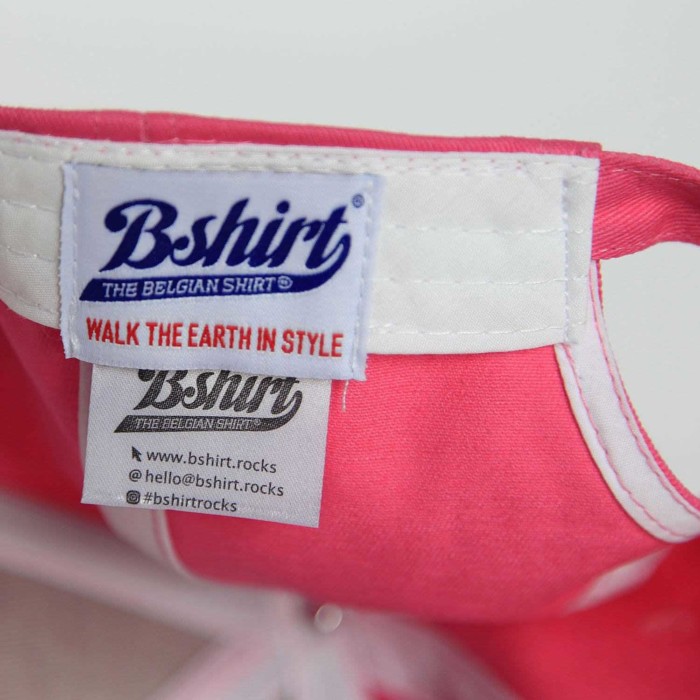 Bshirt®
THE BELGIAN SHIRT®
WALK THE EARTH IN STYLE
Bshirt
THE BELGIAN SHIRT®
www.bshirt.rocks
@ hello@bshirt.rocks
#bshirtrocks